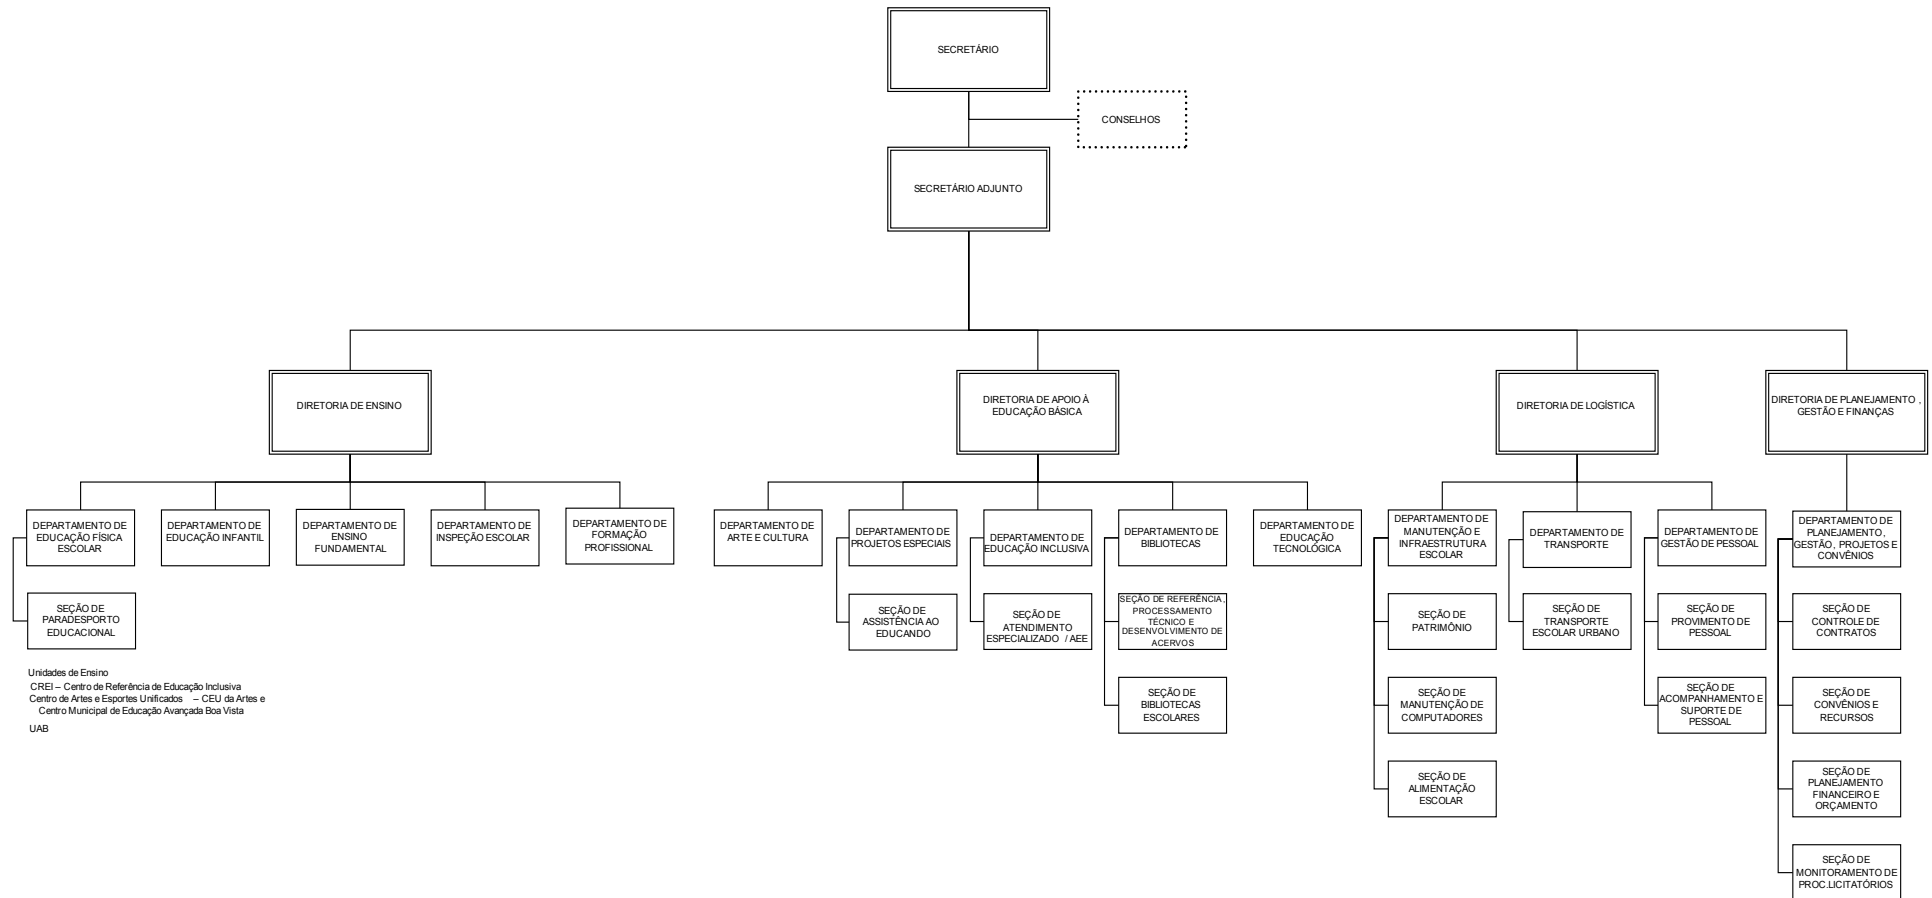 SECRETÁRIO
CONSELHOS
SECRETÁRIO ADJUNTO
DIRETORIA DE ENSINO
DIRETORIA DE APOIO À
EDUCAÇÃO BÁSICA
DIRETORIA DE LOGÍSTICA
DIRETORIA DE PLANEJAMENTO ,
GESTÃO E FINANÇAS
DEPARTAMENTO DE
EDUCAÇÃO FÍSICA
ESCOLAR
DEPARTAMENTO DE
EDUCAÇÃO INFANTIL
DEPARTAMENTO DE
ENSINO
FUNDAMENTAL
DEPARTAMENTO DE
INSPEÇÃO ESCOLAR
DEPARTAMENTO DE
FORMAÇÃO
PROFISSIONAL
DEPARTAMENTO DE
ARTE E CULTURA
DEPARTAMENTO DE
PROJETOS ESPECIAIS
DEPARTAMENTO DE
EDUCAÇÃO INCLUSIVA
DEPARTAMENTO DE
BIBLIOTECAS
DEPARTAMENTO DE
EDUCAÇÃO
TECNOLÓGICA
DEPARTAMENTO DE
MANUTENÇÃO E
INFRAESTRUTURA
ESCOLAR
DEPARTAMENTO DE
TRANSPORTE
DEPARTAMENTO DE
GESTÃO DE PESSOAL
DEPARTAMENTO DE
PLANEJAMENTO,
GESTÃO, PROJETOS E
CONVÊNIOS
SEÇÃO DE
PARADESPORTO
EDUCACIONAL
SEÇÃO DE
ASSISTÊNCIA AO
EDUCANDO
SEÇÃO DE
ATENDIMENTO
ESPECIALIZADO / AEE
SEÇÃO DE REFERÊNCIA,
PROCESSAMENTO
TÉCNICO E
DESENVOLVIMENTO DE
ACERVOS
SEÇÃO DE
PATRIMÔNIO
SEÇÃO DE
TRANSPORTE
ESCOLAR URBANO
SEÇÃO DE
PROVIMENTO DE
PESSOAL
SEÇÃO DE
CONTROLE DE
CONTRATOS
Unidades de Ensino
CREI – Centro de Referência de Educação Inclusiva
Centro de Artes e Esportes Unificados – CEU da Artes e
Centro Municipal de Educação Avançada Boa Vista
UAB
SEÇÃO DE
BIBLIOTECAS
ESCOLARES
SEÇÃO DE
MANUTENÇÃO DE
COMPUTADORES
SEÇÃO DE
ACOMPANHAMENTO E
SUPORTE DE
PESSOAL
SEÇÃO DE
CONVÊNIOS E
RECURSOS
SEÇÃO DE
ALIMENTAÇÃO
ESCOLAR
SEÇÃO DE
PLANEJAMENTO
FINANCEIRO E
ORÇAMENTO
SEÇÃO DE
MONITORAMENTO DE
PROC.LICITATÓRIOS